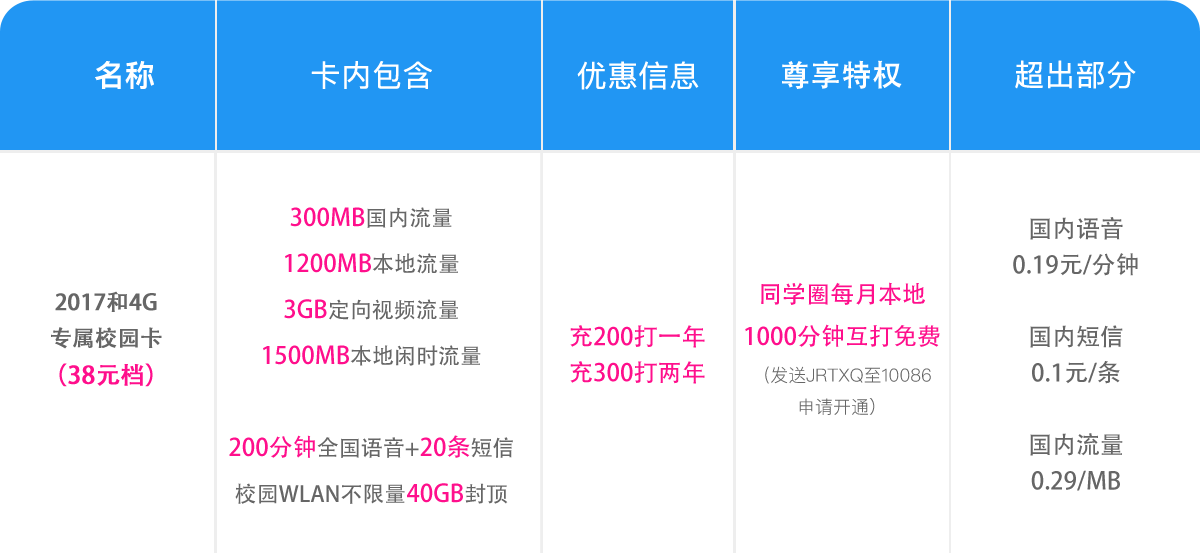 名称
卡内包含
优惠信息
尊享特权
超出部分
2017和4G
专属校园卡
（38元档）
300MB国内流量
1200MB本地流量
3GB定向视频流量
1500MB本地闲时流量
200分钟全国语音+20条短信
校园WLAN不限量40GB封顶
充200打一年
充300打两年
同学圈每月本地
1000分钟互打免费
（发送JRTXQ至10086
申请开通）
国内语音
0.19元/分钟
国内短信
0.1元/条
国内流量
0.29/MB